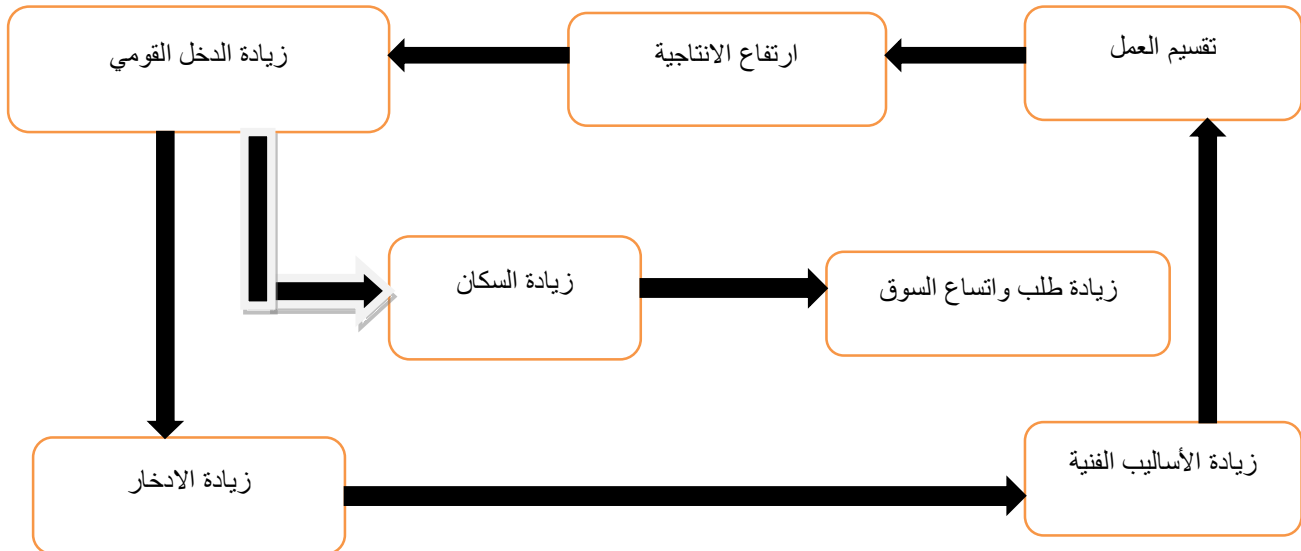 تقسيم العمل
ارتفاع الانتاجية
زيادة الدخل القومي
زيادة السكان
زيادة طلب واتساع السوق
زيادة الادخار
زيادة الأساليب الفنية